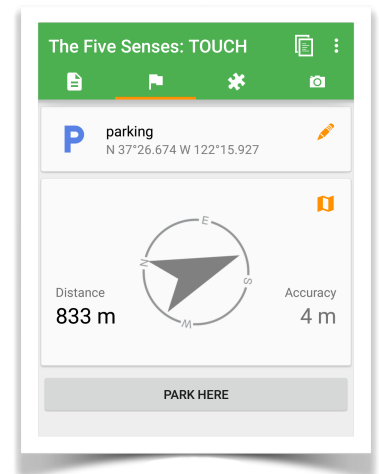 The Five Senses: TOUCH
P
parking
N 37°26.674 W 122°15.927
E
N
S
W
Distance
833 m
Accuracy
4 m
PARK HERE